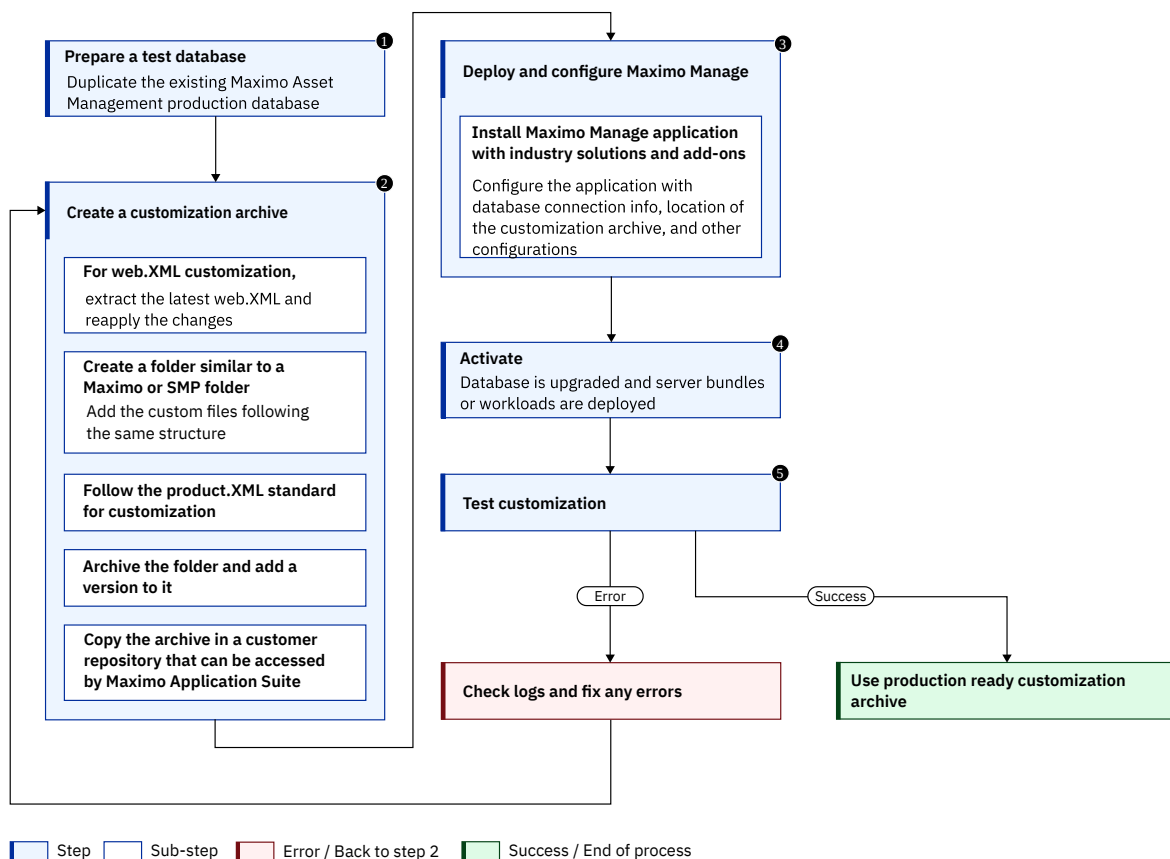 1
Prepare a test database
Duplicate the existing Maximo Asset
Management production database
2
Create a customization archive
For web.XML customization,
extract the latest web.XML and
reapply the changes
Create a folder similar to a
Maximo or SMP folder
Add the custom files following
the same structure
Follow the product.XML standard
for customization
Archive the folder and add a
version to it
Copy the archive in a customer
repository that can be accessed
by Maximo Application Suite
3
Deploy and configure Maximo Manage
Install Maximo Manage application
with industry solutions and add-ons
Configure the application with
database connection info, location of
the customization archive, and other
configurations
4
Activate
Database is upgraded and server bundles
or workloads are deployed
5
Test customization
Error
Success
Check logs and fix any errors
Use production ready customization
archive
Step
Sub-step
Error / Back to step 2
Success / End of process